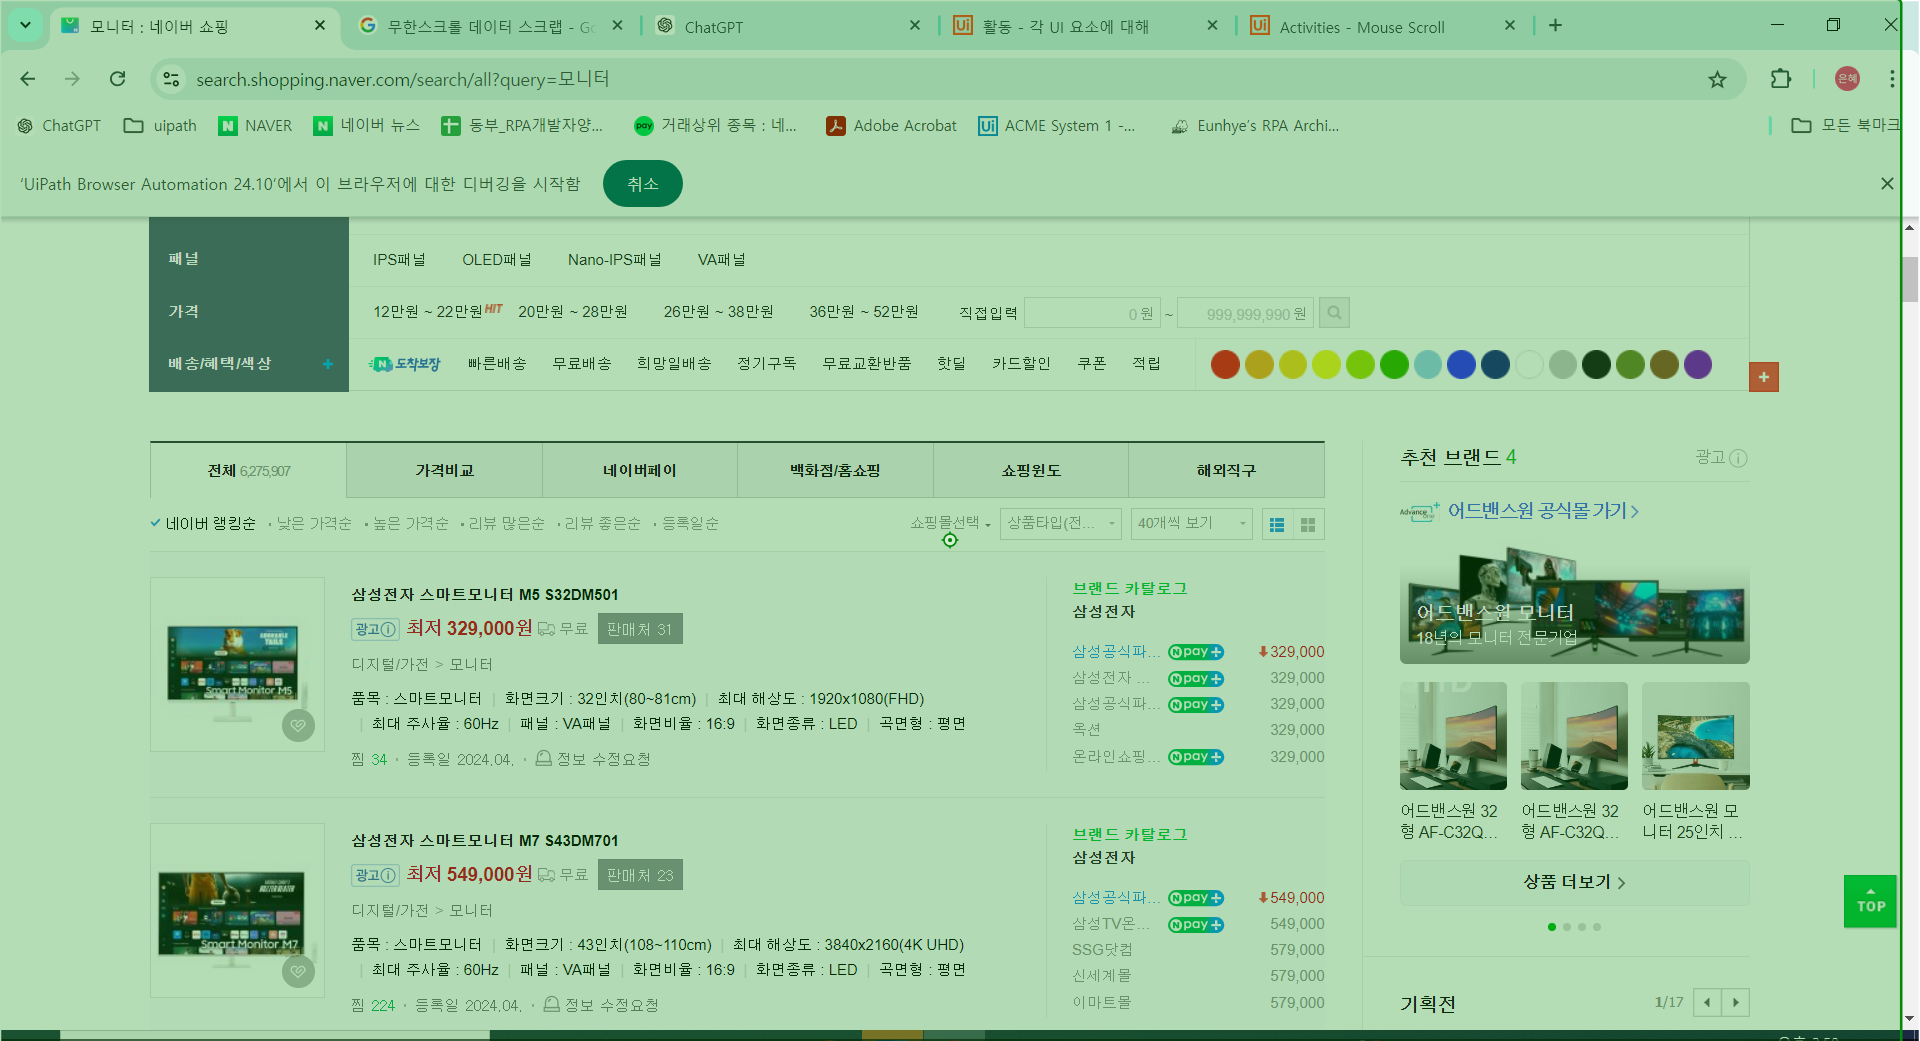 모니터 : 네이버 쇼핑
무한스크롤 데이터 스크랩 - Go
ChatGPT
활동 - 각 UI 요소에 대해
Activities - Mouse Scroll
search.shopping.naver.com/search/all?query=모니터
은혜
ChatGPT
uipath
NAVER
네이버 뉴스
동부_RPA개발자양...
거래상위 종목 : 네...
Adobe Acrobat
ACME System 1 -...
Eunhye's RPA Archi...
모든 북마크
'UiPath Browser Automation 24.10'에서 이 브라우저에 대한 디버깅을 시작함
취소
패널
IPS패널 OLED패널 Nano-IPS패널 VA패널
가격
12만원 ~ 22만원HIT 20만원 ~ 28만원 26만원 ~ 38만원 36만원 ~ 52만원 직접입력 0 원 ~ 999,999,990 원
배송/혜택/색상 +
N 도착보장 빠른배송 무료배송 희망일배송 정기구독 무료교환반품 핫딜 카드할인 쿠폰 적립
+
전체 6,275,907
가격비교
네이버페이
백화점/홈쇼핑
쇼핑윈도
해외직구
네이버 랭킹순 · 낮은 가격순 · 높은 가격순 · 리뷰 많은순 · 리뷰 좋은순 · 등록일순
쇼핑몰선택
상품타입(전...
40개씩 보기
Smart Monitor M5
삼성전자 스마트모니터 M5 S32DM501
광고 최저 329,000원 무료 판매처 31
디지털/가전 > 모니터
품목 : 스마트모니터 | 화면크기 : 32인치(80~81cm) | 최대 해상도 : 1920x1080(FHD)
| 최대 주사율 : 60Hz | 패널 : VA패널 | 화면비율 : 16:9 | 화면종류 : LED | 곡면형 : 평면
찜 34 · 등록일 2024.04. · 정보 수정요청
브랜드 카탈로그
삼성전자
삼성공식파... N pay+ 329,000
삼성전자 ... N pay+ 329,000
삼성공식파... N pay+ 329,000
옥션 329,000
온라인쇼핑... N pay+ 329,000
Smart Monitor M7
삼성전자 스마트모니터 M7 S43DM701
광고 최저 549,000원 무료 판매처 23
디지털/가전 > 모니터
품목 : 스마트모니터 | 화면크기 : 43인치(108~110cm) | 최대 해상도 : 3840x2160(4K UHD)
| 최대 주사율 : 60Hz | 패널 : VA패널 | 화면비율 : 16:9 | 화면종류 : LED | 곡면형 : 평면
찜 224 · 등록일 2024.04. · 정보 수정요청
브랜드 카탈로그
삼성전자
삼성공식파... N pay+ 549,000
삼성TV온... N pay+ 549,000
SSG닷컴 579,000
신세계몰 579,000
이마트몰 579,000
추천 브랜드 4
광고
어드밴스원 공식몰 가기 >
어드밴스원 모니터
18년의 모니터 전문기업
어드밴스원 32
형 AF-C32Q...
어드밴스원 32
형 AF-C32Q...
어드밴스원 모
니터 25인치 ...
상품 더보기 >
TOP
기획전
1/17